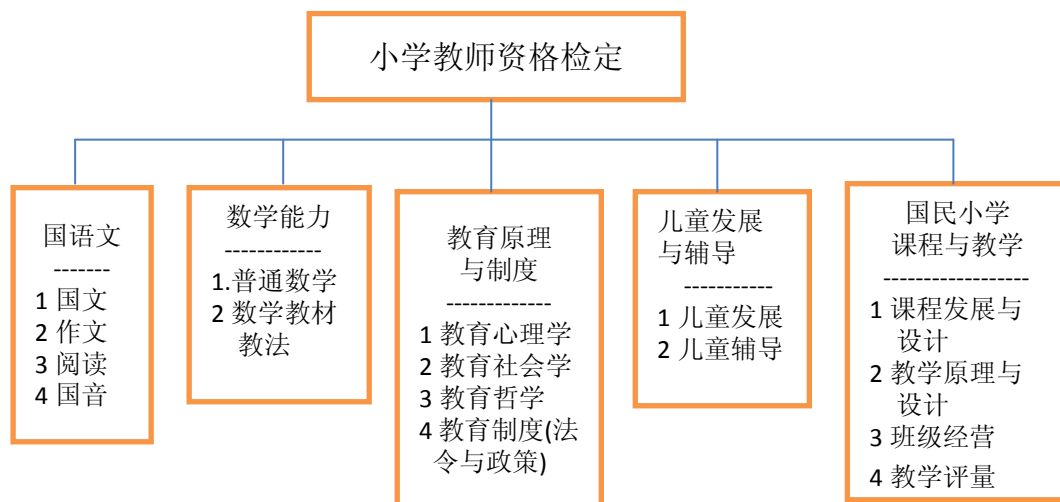 小学教师资格检定
国语文
-------
1 国文
2 作文
3 阅读
4 国音
数学能力
------------
1.普通数学
2 数学教材
教法
教育原理
与制度
-------------
1 教育心理学
2 教育社会学
3 教育哲学
4 教育制度(法
令与政策)
儿童发展
与辅导
-----------
1 儿童发展
2 儿童辅导
国民小学
课程与教学
-------------------
1 课程发展与
设计
2 教学原理与
设计
3 班级经营
4 教学评量